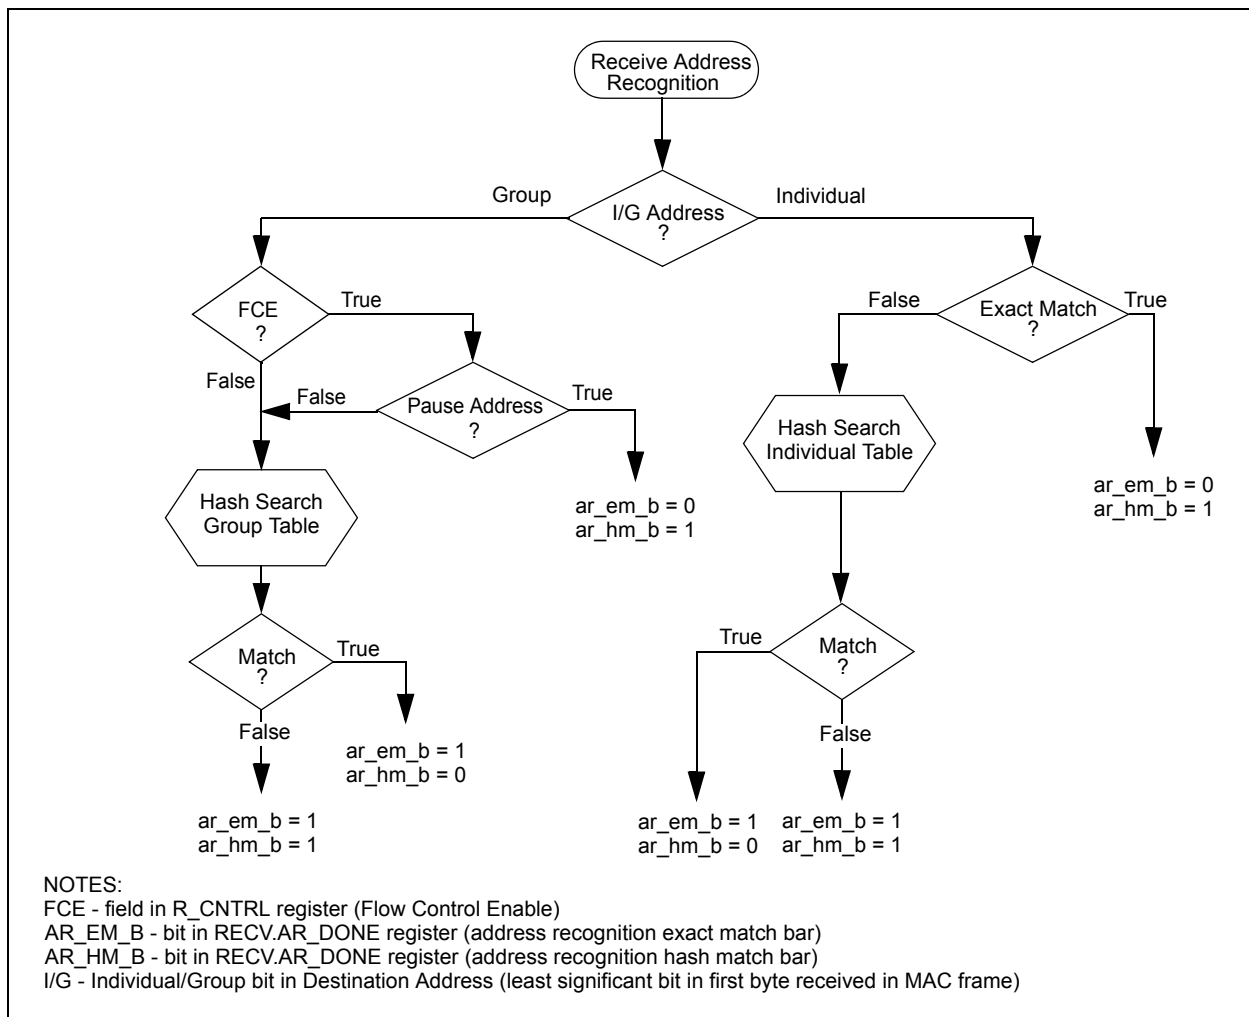 Receive Address
Recognition
Group
I/G Address
?
Individual
FCE
?
True
False
Exact Match
?
True
False
False
Pause Address
?
True
Hash Search
Individual Table
Hash Search
Group Table
ar_em_b = 0
ar_hm_b = 1
ar_em_b = 0
ar_hm_b = 1
Match
?
True
True
Match
?
False
False
ar_em_b = 1
ar_hm_b = 0
ar_em_b = 1
ar_hm_b = 1
ar_em_b = 1
ar_hm_b = 0
ar_em_b = 1
ar_hm_b = 1
NOTES:
FCE - field in R_CNTRL register (Flow Control Enable)
AR_EM_B - bit in RECV.AR_DONE register (address recognition exact match bar)
AR_HM_B - bit in RECV.AR_DONE register (address recognition hash match bar)
I/G - Individual/Group bit in Destination Address (least significant bit in first byte received in MAC frame)